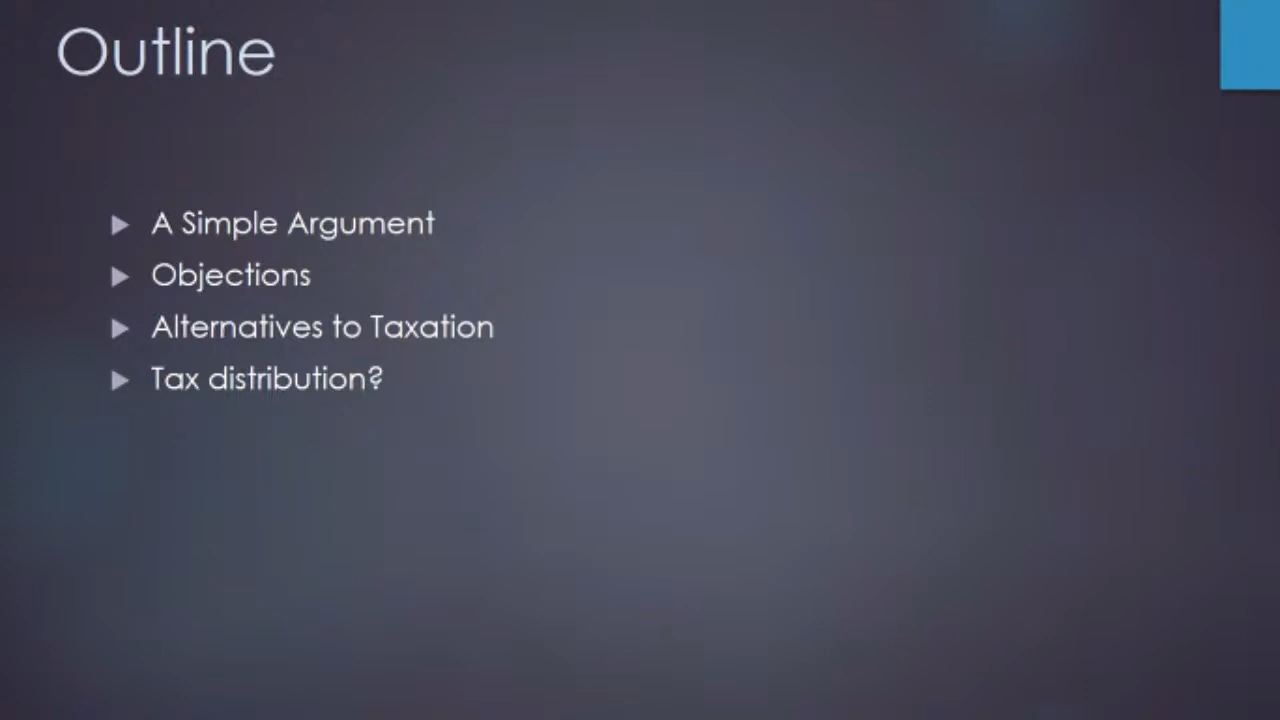 Outline
A Simple Argument
Objections
Alternatives to Taxation
Tax distribution?